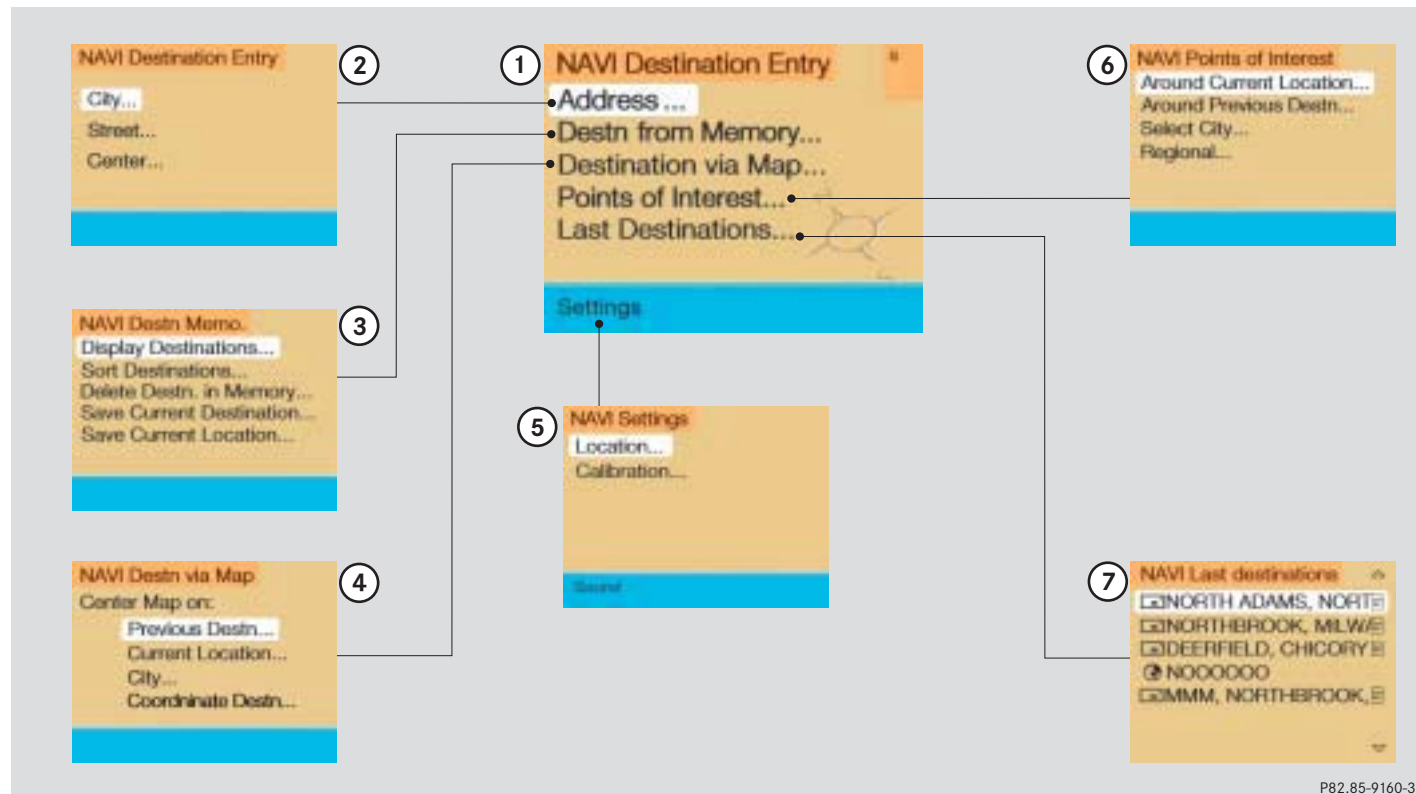 2
NAVI Destination Entry
City...
Street...
Center...
3
NAVI Destn Memo.
Display Destinations...
Sort Destinations...
Delete Destn. in Memory...
Save Current Destination...
Save Current Location...
4
NAVI Destn via Map
Center Map on:
Previous Destn...
Current Location...
City...
Coordninate Destn...
1
NAVI Destination Entry
Address ...
Destn from Memory...
Destination via Map...
Points of Interest...
Last Destinations...
Settings
5
NAVI Settings
Location...
Calibration...
Sound
6
NAVI Points of Interest
Around Current Location...
Around Previous Destn...
Select City...
Regional...
7
NAVI Last destinations
NORTH ADAMS, NORT
NORTHBROOK, MILWA
DEERFIELD, CHICORY
NOOOOOO
MMM, NORTHBROOK,
P82.85-9160-3